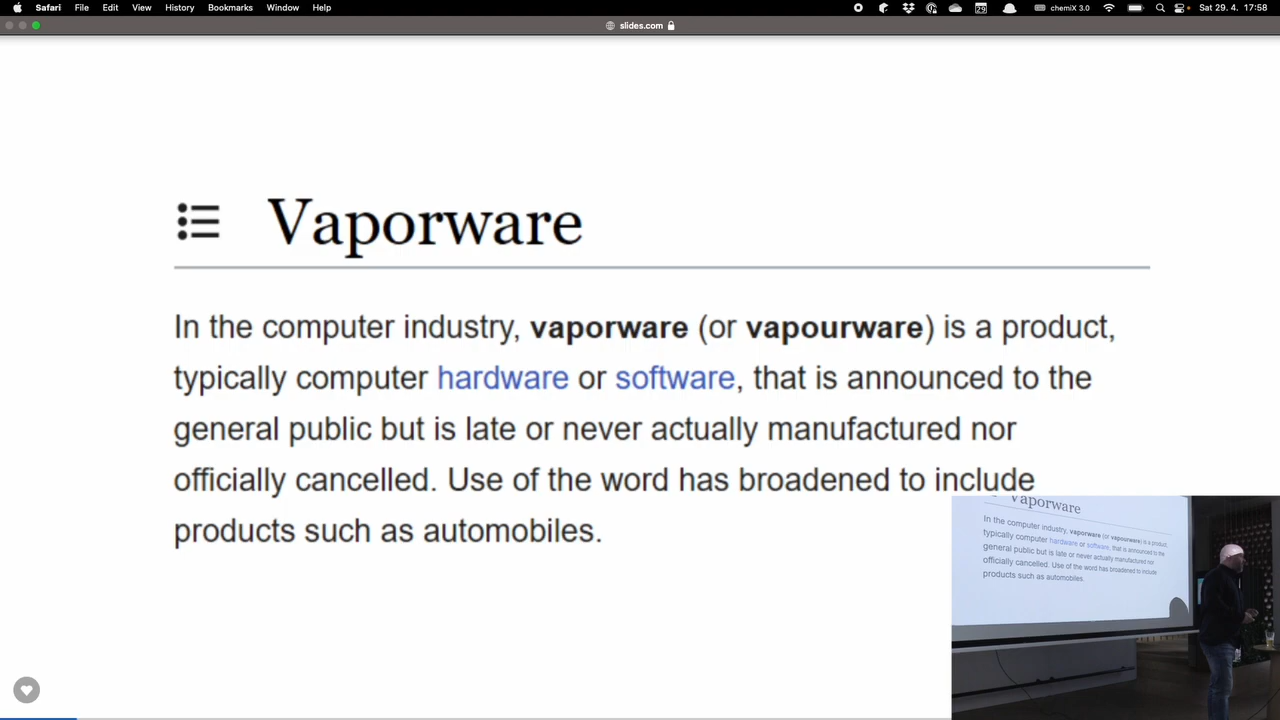 Safari File Edit View History Bookmarks Window Help 29 chemiX 3.0 Sat 29. 4. 17:58
slides.com
Vaporware
In the computer industry, vaporware (or vapourware) is a product,
typically computer hardware or software, that is announced to the
general public but is late or never actually manufactured nor
officially cancelled. Use of the word has broadened to include
products such as automobiles.
Vaporware
In the computer industry, vaporware (or vapourware) is a product,
typically computer hardware or software, that is announced to the
general public but is late or never actually manufactured nor
officially cancelled. Use of the word has broadened to include
products such as automobiles.